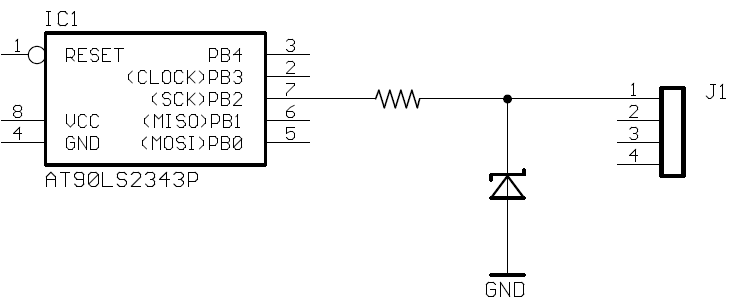 IC1
1 RESET PB4 3
(CLOCK)PB3 2
(SCK)PB2 7
8 VCC (MISO)PB1 6
4 GND (MOSI)PB0 5
AT90LS2343P
J1
1
2
3
4
GND